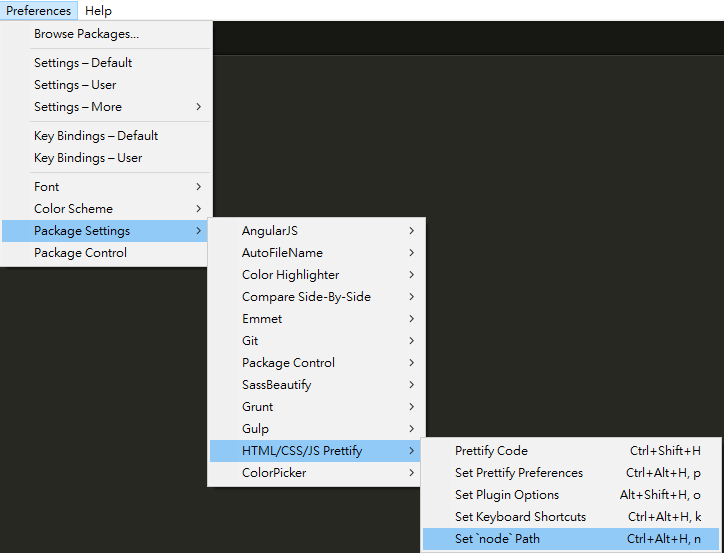 Preferences Help
Browse Packages...
Settings – Default
Settings – User
Settings – More
Key Bindings – Default
Key Bindings – User
Font
Color Scheme
Package Settings
Package Control
AngularJS
AutoFileName
Color Highlighter
Compare Side-By-Side
Emmet
Git
Package Control
SassBeautify
Grunt
Gulp
HTML/CSS/JS Prettify
ColorPicker
Prettify Code Ctrl+Shift+H
Set Prettify Preferences Ctrl+Alt+H, p
Set Plugin Options Alt+Shift+H, o
Set Keyboard Shortcuts Ctrl+Alt+H, k
Set `node` Path Ctrl+Alt+H, n